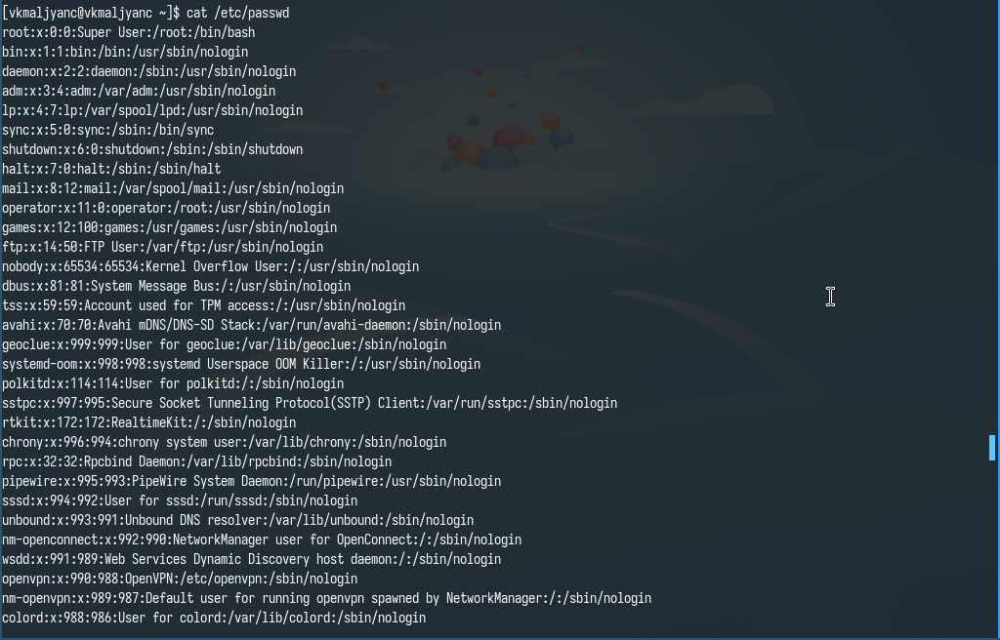 [vkmaljyanc@vkmaljyanc ~]$ cat /etc/passwd
root:x:0:0:Super User:/root:/bin/bash
bin:x:1:1:bin:/bin:/usr/sbin/nologin
daemon:x:2:2:daemon:/sbin:/usr/sbin/nologin
adm:x:3:4:adm:/var/adm:/usr/sbin/nologin
lp:x:4:7:lp:/var/spool/lpd:/usr/sbin/nologin
sync:x:5:0:sync:/sbin:/bin/sync
shutdown:x:6:0:shutdown:/sbin:/sbin/shutdown
halt:x:7:0:halt:/sbin:/sbin/halt
mail:x:8:12:mail:/var/spool/mail:/usr/sbin/nologin
operator:x:11:0:operator:/root:/usr/sbin/nologin
games:x:12:100:games:/usr/games:/usr/sbin/nologin
ftp:x:14:50:FTP User:/var/ftp:/usr/sbin/nologin
nobody:x:65534:65534:Kernel Overflow User:/:/usr/sbin/nologin
dbus:x:81:81:System Message Bus:/:/usr/sbin/nologin
tss:x:59:59:Account used for TPM access:/:/usr/sbin/nologin
avahi:x:70:70:Avahi mDNS/DNS-SD Stack:/var/run/avahi-daemon:/sbin/nologin
geoclue:x:999:999:User for geoclue:/var/lib/geoclue:/sbin/nologin
systemd-oom:x:998:998:systemd Userspace OOM Killer:/:/usr/sbin/nologin
polkitd:x:114:114:User for polkitd:/:/sbin/nologin
sstpc:x:997:995:Secure Socket Tunneling Protocol(SSTP) Client:/var/run/sstpc:/sbin/nologin
rtkit:x:172:172:RealtimeKit:/:/sbin/nologin
chrony:x:996:994:chrony system user:/var/lib/chrony:/sbin/nologin
rpc:x:32:32:Rpcbind Daemon:/var/lib/rpcbind:/sbin/nologin
pipewire:x:995:993:PipeWire System Daemon:/run/pipewire:/usr/sbin/nologin
sssd:x:994:992:User for sssd:/run/sssd:/sbin/nologin
unbound:x:993:991:Unbound DNS resolver:/var/lib/unbound:/sbin/nologin
nm-openconnect:x:992:990:NetworkManager user for OpenConnect:/:/sbin/nologin
wsdd:x:991:989:Web Services Dynamic Discovery host daemon:/:/sbin/nologin
openvpn:x:990:988:OpenVPN:/etc/openvpn:/sbin/nologin
nm-openvpn:x:989:987:Default user for running openvpn spawned by NetworkManager:/:/sbin/nologin
colord:x:988:986:User for colord:/var/lib/colord:/sbin/nologin